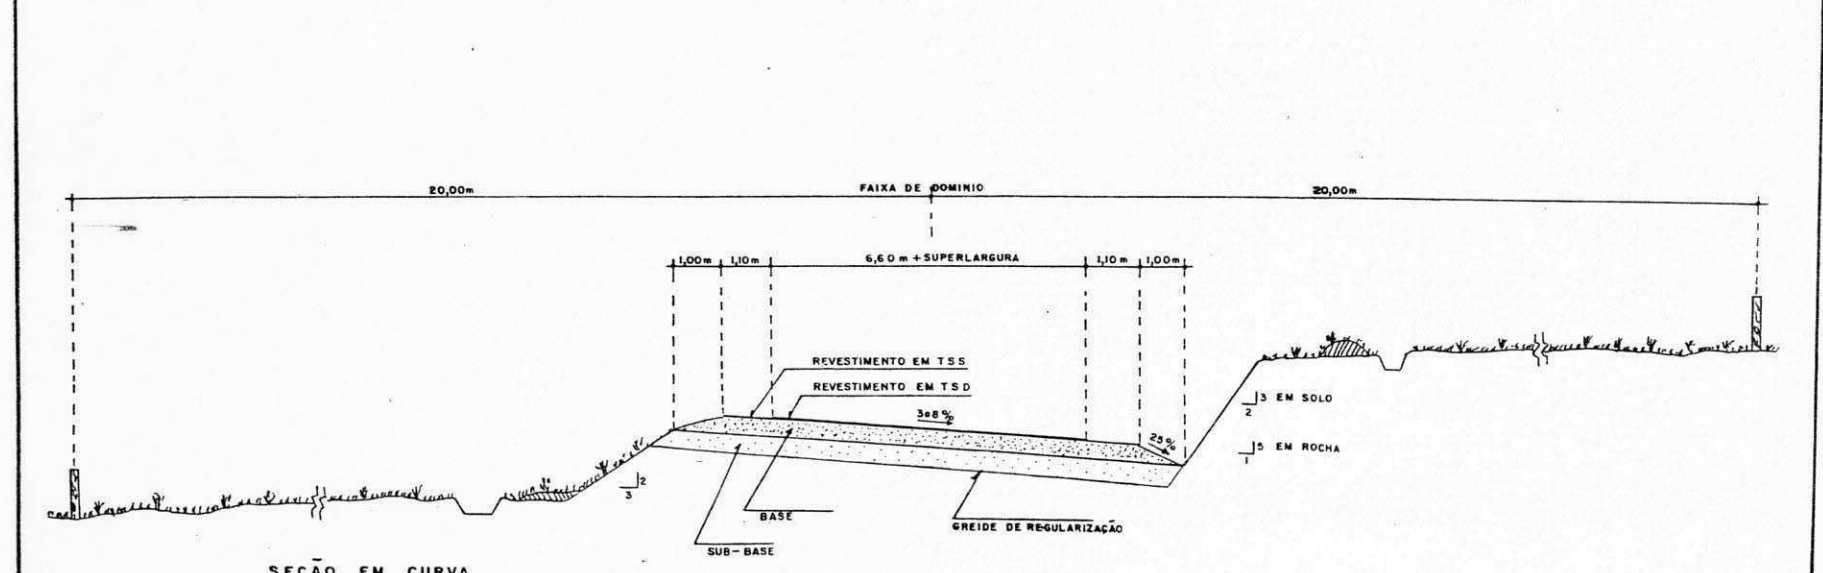 20,00m
FAIXA DE DOMINIO
20,00m
1,00m
1,10m
6,60 m + SUPERLARGURA
1,10m
1,00m
REVESTIMENTO EM TSS
REVESTIMENTO EM TSD
3 a 8 %
25%
3 EM SOLO
2
5 EM ROCHA
1
2
3
BASE
GREIDE DE REGULARIZAÇÃO
SUB-BASE
SEÇÃO EM CURVA